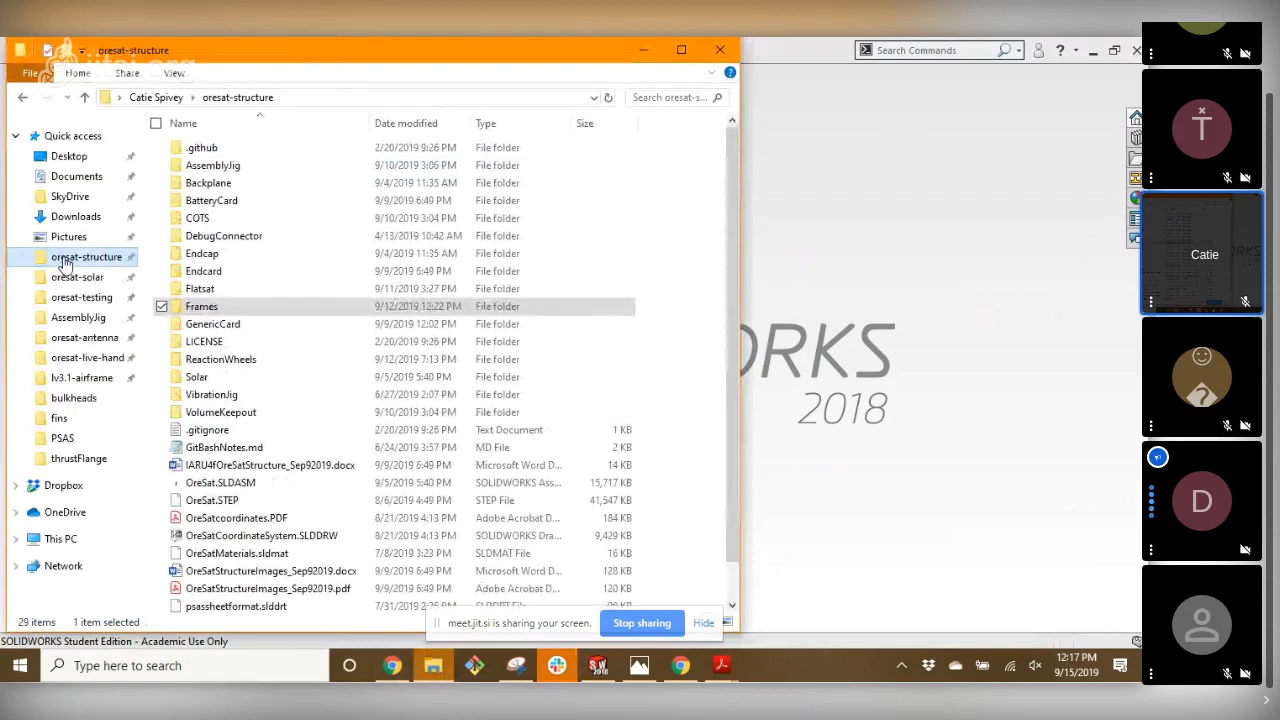 oresat-structure
jitsi.org
File Home Share View
Search Commands
Catie Spivey oresat-structure
Search oresat-s...
Name Date modified Type Size
Quick access
Desktop
Documents
SkyDrive
Downloads
Pictures
oresat-structure
oresat-solar
oresat-testing
AssemblyJig
oresat-antenna
oresat-live-hand
lv3.1-airframe
bulkheads
fins
PSAS
thrustFlange
Dropbox
OneDrive
This PC
Network
.github 2/20/2019 9:26 PM File folder
AssemblyJig 9/10/2019 3:06 PM File folder
Backplane 9/4/2019 11:35 AM File folder
BatteryCard 9/9/2019 6:49 PM File folder
COTS 9/10/2019 3:04 PM File folder
DebugConnector 4/13/2019 10:42 AM File folder
Endcap 9/4/2019 11:35 AM File folder
Endcard 9/9/2019 6:49 PM File folder
Flatsat 9/11/2019 3:27 PM File folder
Frames 9/12/2019 12:22 PM File folder
GenericCard 9/9/2019 12:02 PM File folder
LICENSE 2/20/2019 9:26 PM File folder
ReactionWheels 9/12/2019 7:13 PM File folder
Solar 9/5/2019 5:40 PM File folder
VibrationJig 6/27/2019 2:07 PM File folder
VolumeKeepout 9/10/2019 3:04 PM File folder
.gitignore 2/20/2019 9:26 PM Text Document 1 KB
GitBashNotes.md 6/24/2019 3:57 PM MD File 2 KB
IARU4fOreSatStructure_Sep92019.docx 9/9/2019 6:49 PM Microsoft Word D... 14 KB
OreSat.SLDASM 9/5/2019 5:40 PM SOLIDWORKS Ass... 15,717 KB
OreSat.STEP 8/6/2019 4:49 PM STEP File 41,547 KB
OreSatcoordinates.PDF 8/21/2019 4:13 PM Adobe Acrobat D... 184 KB
OreSatCoordinateSystem.SLDDRW 8/21/2019 4:13 PM SOLIDWORKS Dra... 9,429 KB
OreSatMaterials.sldmat 7/8/2019 3:23 PM SLDMAT File 16 KB
OreSatStructureImages_Sep92019.docx 9/9/2019 6:49 PM Microsoft Word D... 128 KB
OreSatStructureImages_Sep92019.pdf 9/9/2019 6:49 PM Adobe Acrobat D... 120 KB
psassheetformat.slddrt
29 items 1 item selected
meet.jit.si is sharing your screen. Stop sharing Hide
SOLIDWORKS Student Edition - Academic Use Only
ORKS
2018
Type here to search
SW
2018
12:17 PM
9/15/2019
Catie
D